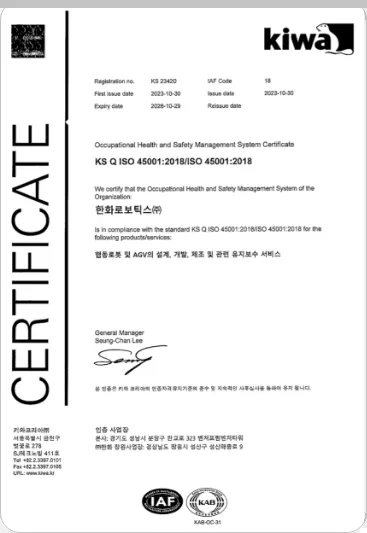 kiwa
Registration no. KS 23420 IAF Code 18
First issue date 2023-10-30 Issue date 2023-10-30
Expiry date 2026-10-29 Reissue date
Occupational Health and Safety Management System Certificate
KS Q ISO 45001:2018/ISO 45001:2018
We certify that the Occupational Health and Safety Management System of the
Organization:
한화로보틱스㈜
Is in compliance with the standard KS Q ISO 45001:2018/ISO 45001:2018 for the
following products/services:
협동로봇 및 AGV의 설계, 개발, 제조 및 관련 유지보수 서비스
CERTIFICATE
General Manager
Seung-Chan Lee
본 인증은 키와 코리아의 인증자격유지기준의 준수 및 지속적인 사후심사를 통하여 유지 됩니다.
키와코리아㈜
서울특별시 금천구
벚꽃로 278
SJ테크노빌 411호
Tel +82.2.3397.0101
Fax +82.2.3397.0106
URL: www.kiwa.kr
인증 사업장
본사: 경기도 성남시 분당구 판교로 323 벤처포럼빌딩타워
㈜한화 창원사업장: 경상남도 창원시 성산구 성산패총로 9
IAF
KAB
KAB-QC-31